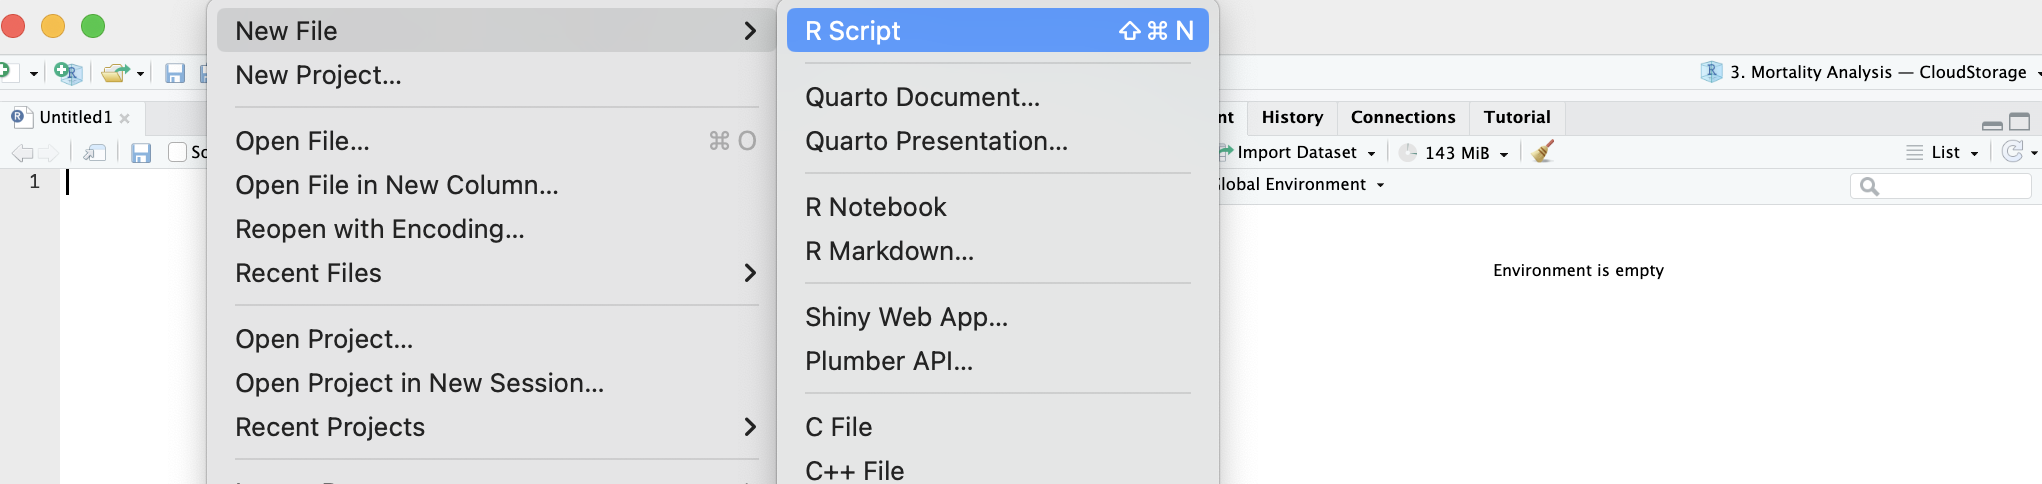 New File
New Project...
Open File... ⌘ O
Open File in New Column...
Reopen with Encoding...
Recent Files
Open Project...
Open Project in New Session...
Recent Projects
R Script ⇧ ⌘ N
Quarto Document...
Quarto Presentation...
R Notebook
R Markdown...
Shiny Web App...
Plumber API...
C File
C++ File
Untitled1
1
3. Mortality Analysis — CloudStorage
History Connections Tutorial
Import Dataset 143 MiB List
Global Environment
Environment is empty